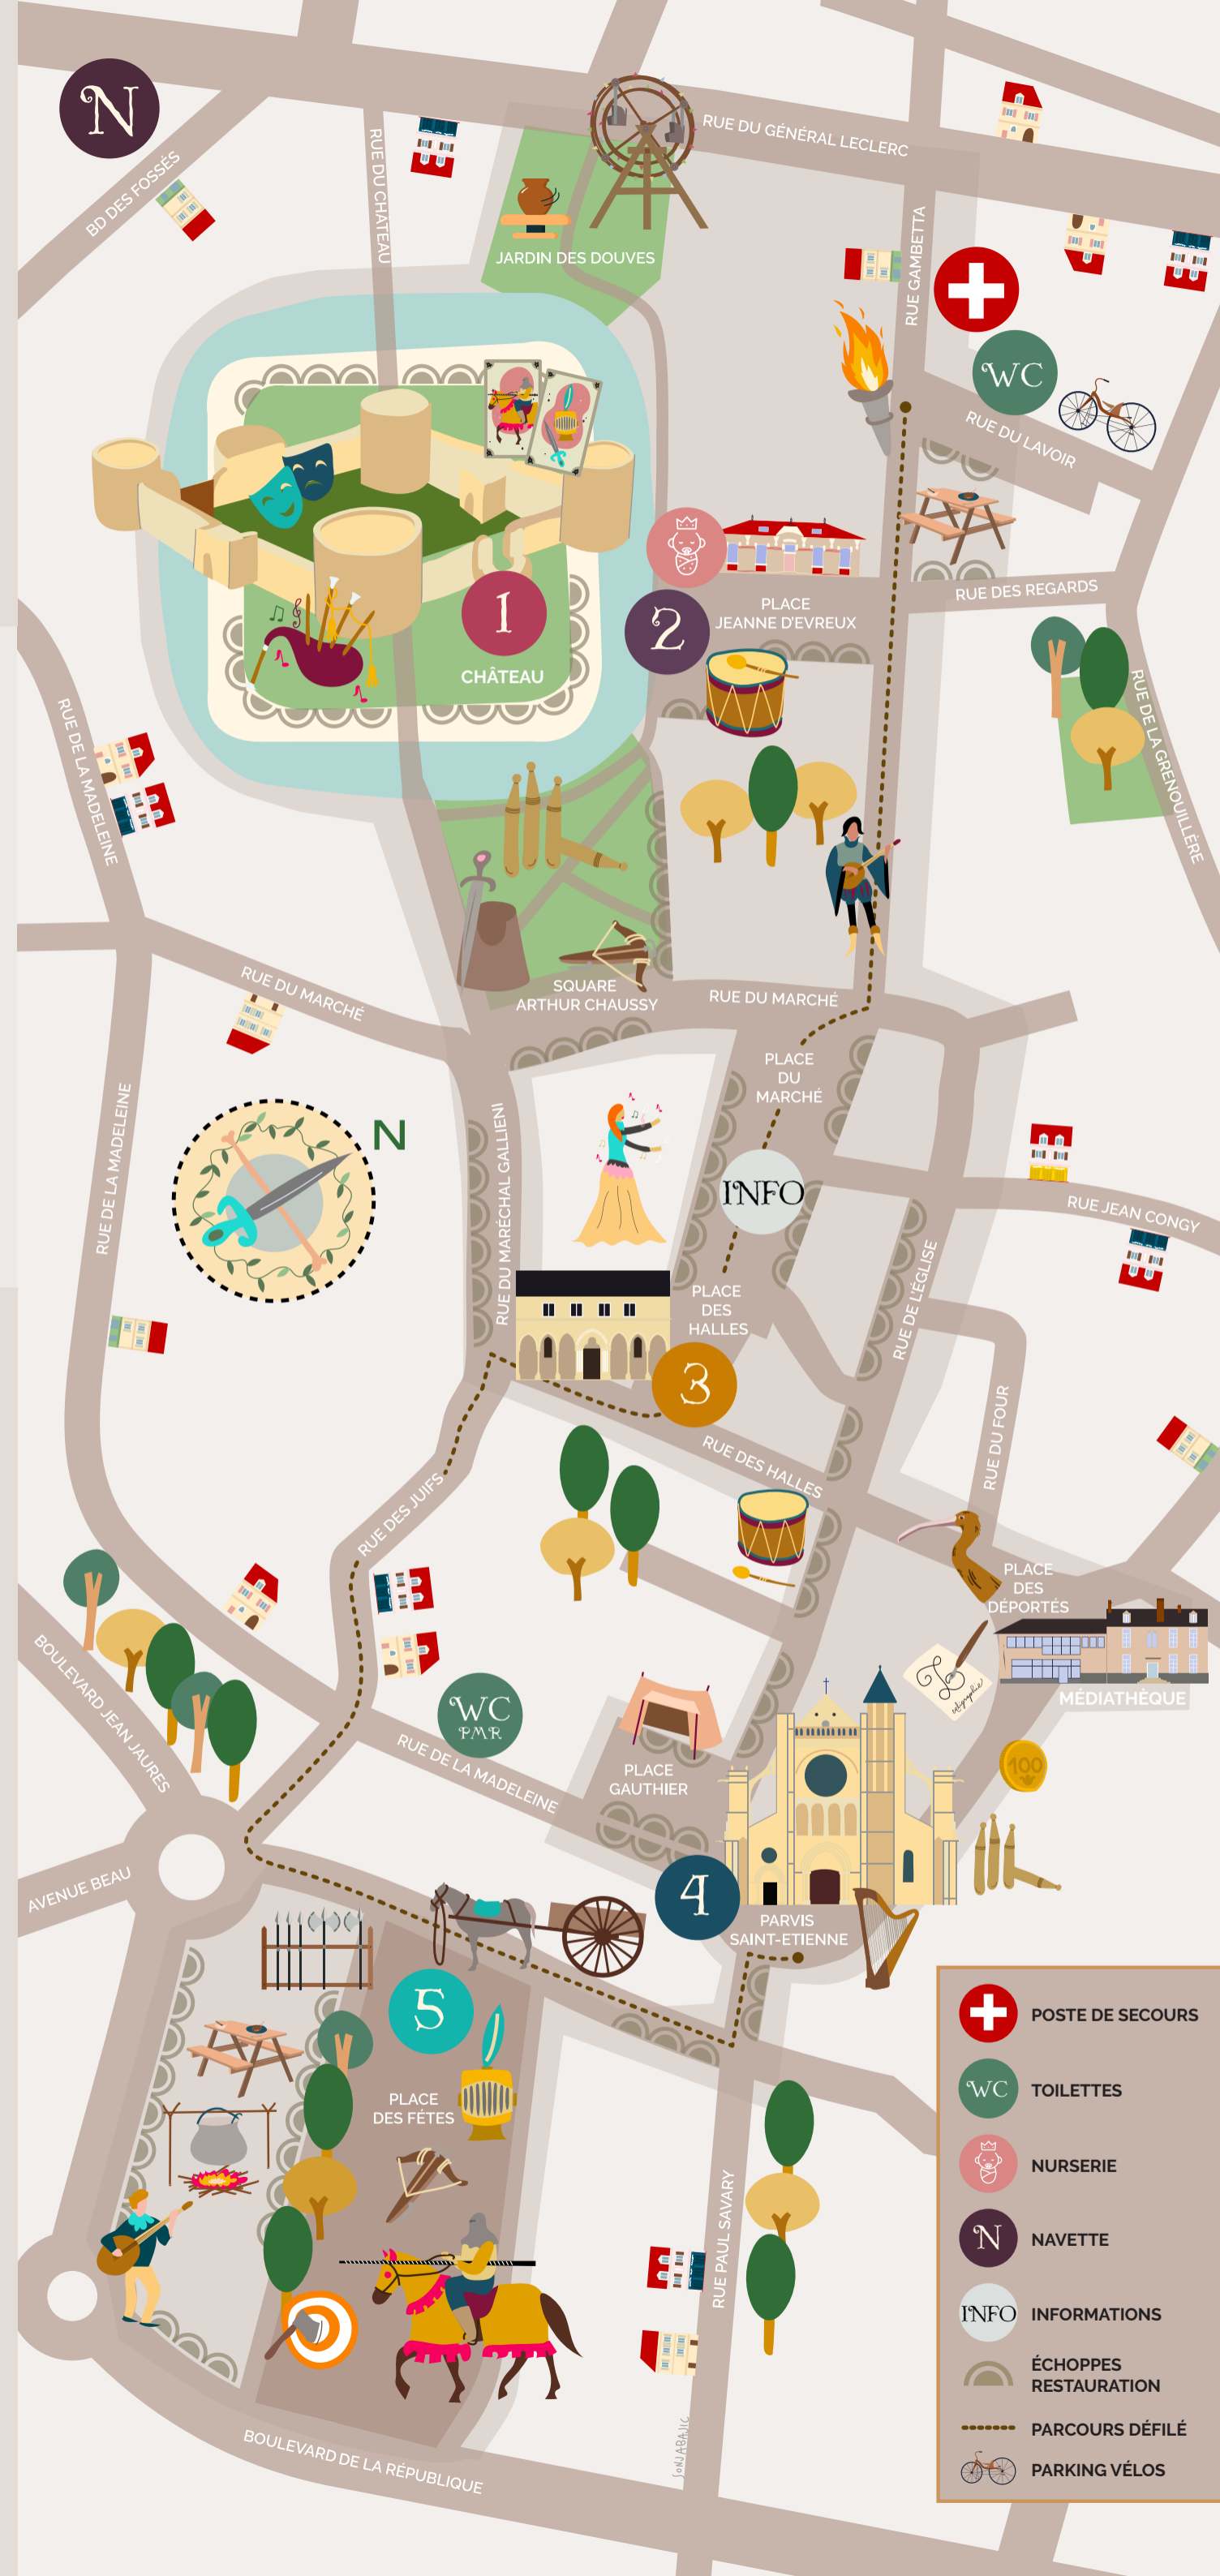 N
BD DES FOSSÉS
RUE DU CHATEAU
RUE DU GÉNÉRAL LECLERC
JARDIN DES DOUVES
RUE GAMBETTA
WC
RUE DU LAVOIR
RUE DES REGARDS
PLACE
JEANNE D'EVREUX
2
1
CHÂTEAU
RUE DE LA MADELEINE
RUE DE LA GRENOUILLÈRE
SQUARE
ARTHUR CHAUSSY
RUE DU MARCHÉ
RUE DU MARCHÉ
PLACE
DU
MARCHÉ
N
RUE DE LA MADELEINE
RUE DU MARÉCHAL GALLIENI
INFO
RUE JEAN CONGY
RUE DE L'ÉGLISE
PLACE
DES
HALLES
3
RUE DU FOUR
RUE DES HALLES
RUE DES JUIFS
PLACE
DES
DÉPORTÉS
MÉDIATHÈQUE
BOULEVARD JEAN JAURES
WC
PMR
RUE DE LA MADELEINE
PLACE
GAUTHIER
100
4
AVENUE BEAU
PARVIS
SAINT-ETIENNE
5
PLACE
DES FÊTES
RUE PAUL SAVARY
BOULEVARD DE LA RÉPUBLIQUE
SONJABAJIC
POSTE DE SECOURS
WC
TOILETTES
NURSERIE
N
NAVETTE
INFO
INFORMATIONS
ÉCHOPPES
RESTAURATION
PARCOURS DÉFILÉ
PARKING VÉLOS